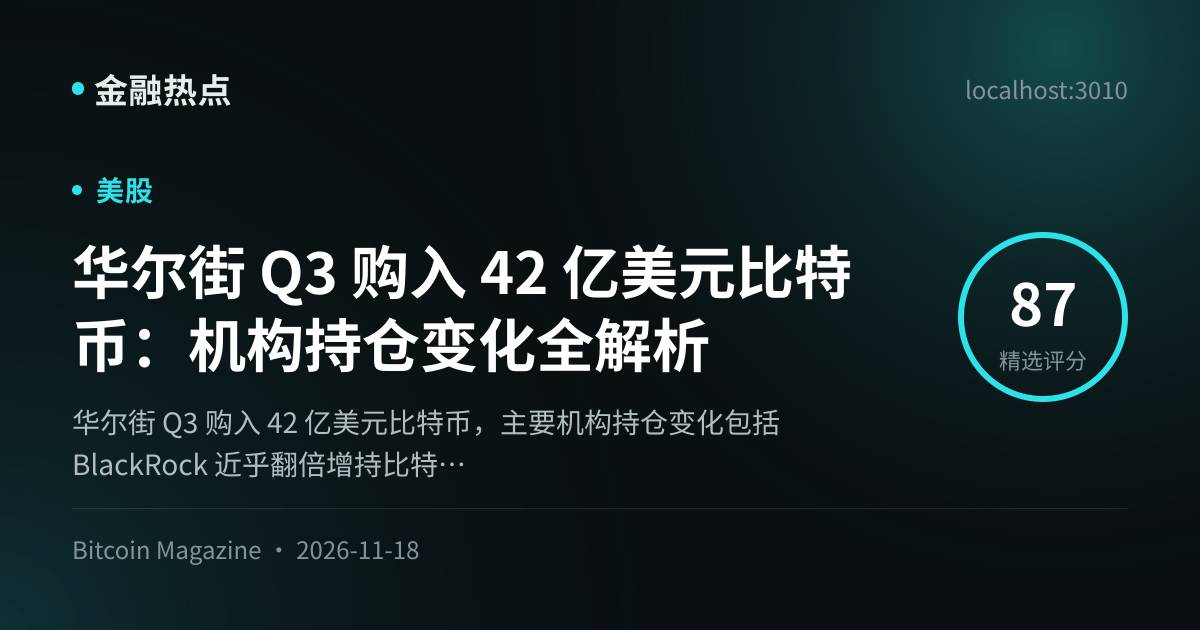 金融热点
localhost:3010
美股
华尔街 Q3 购入 42 亿美元比特
币：机构持仓变化全解析
87
精选评分
华尔街 Q3 购入 42 亿美元比特币，主要机构持仓变化包括
BlackRock 近乎翻倍增持比特…
Bitcoin Magazine · 2026-11-18